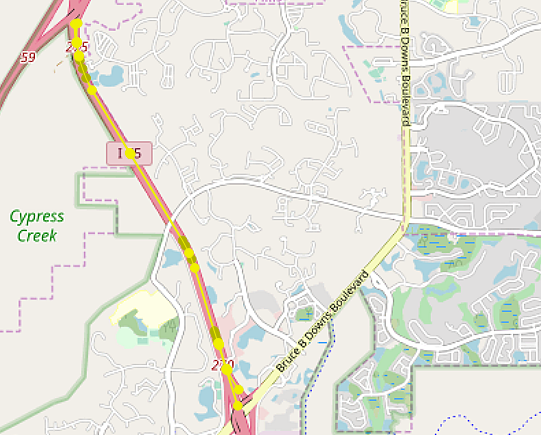 Bruce B Downs Boulevard
275
59
I 75
Cypress
Creek
Bruce B Downs Boulevard
270